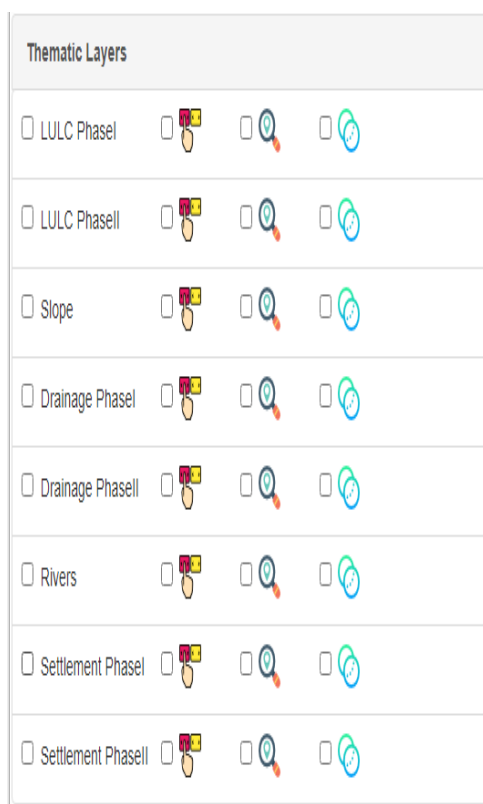 Thematic Layers
LULC PhaseI
LULC PhaseII
Slope
Drainage PhaseI
Drainage PhaseII
Rivers
Settlement PhaseI
Settlement PhaseII